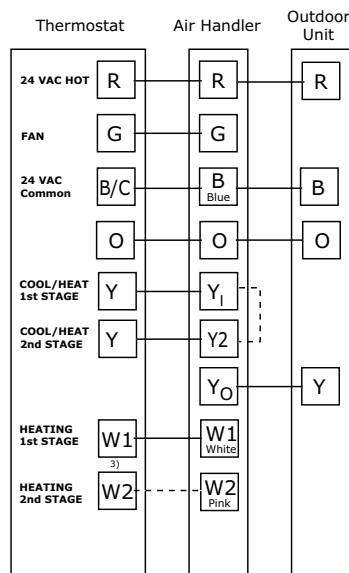 Thermostat Air Handler Outdoor
Unit
24 VAC HOT R R R
FAN G G
24 VAC
Common B/C B B
Blue
O O O
COOL/HEAT
1st STAGE Y YI
COOL/HEAT
2nd STAGE Y Y2
YO Y
HEATING
1st STAGE W1 W1
White
3)
HEATING
2nd STAGE W2 W2
Pink